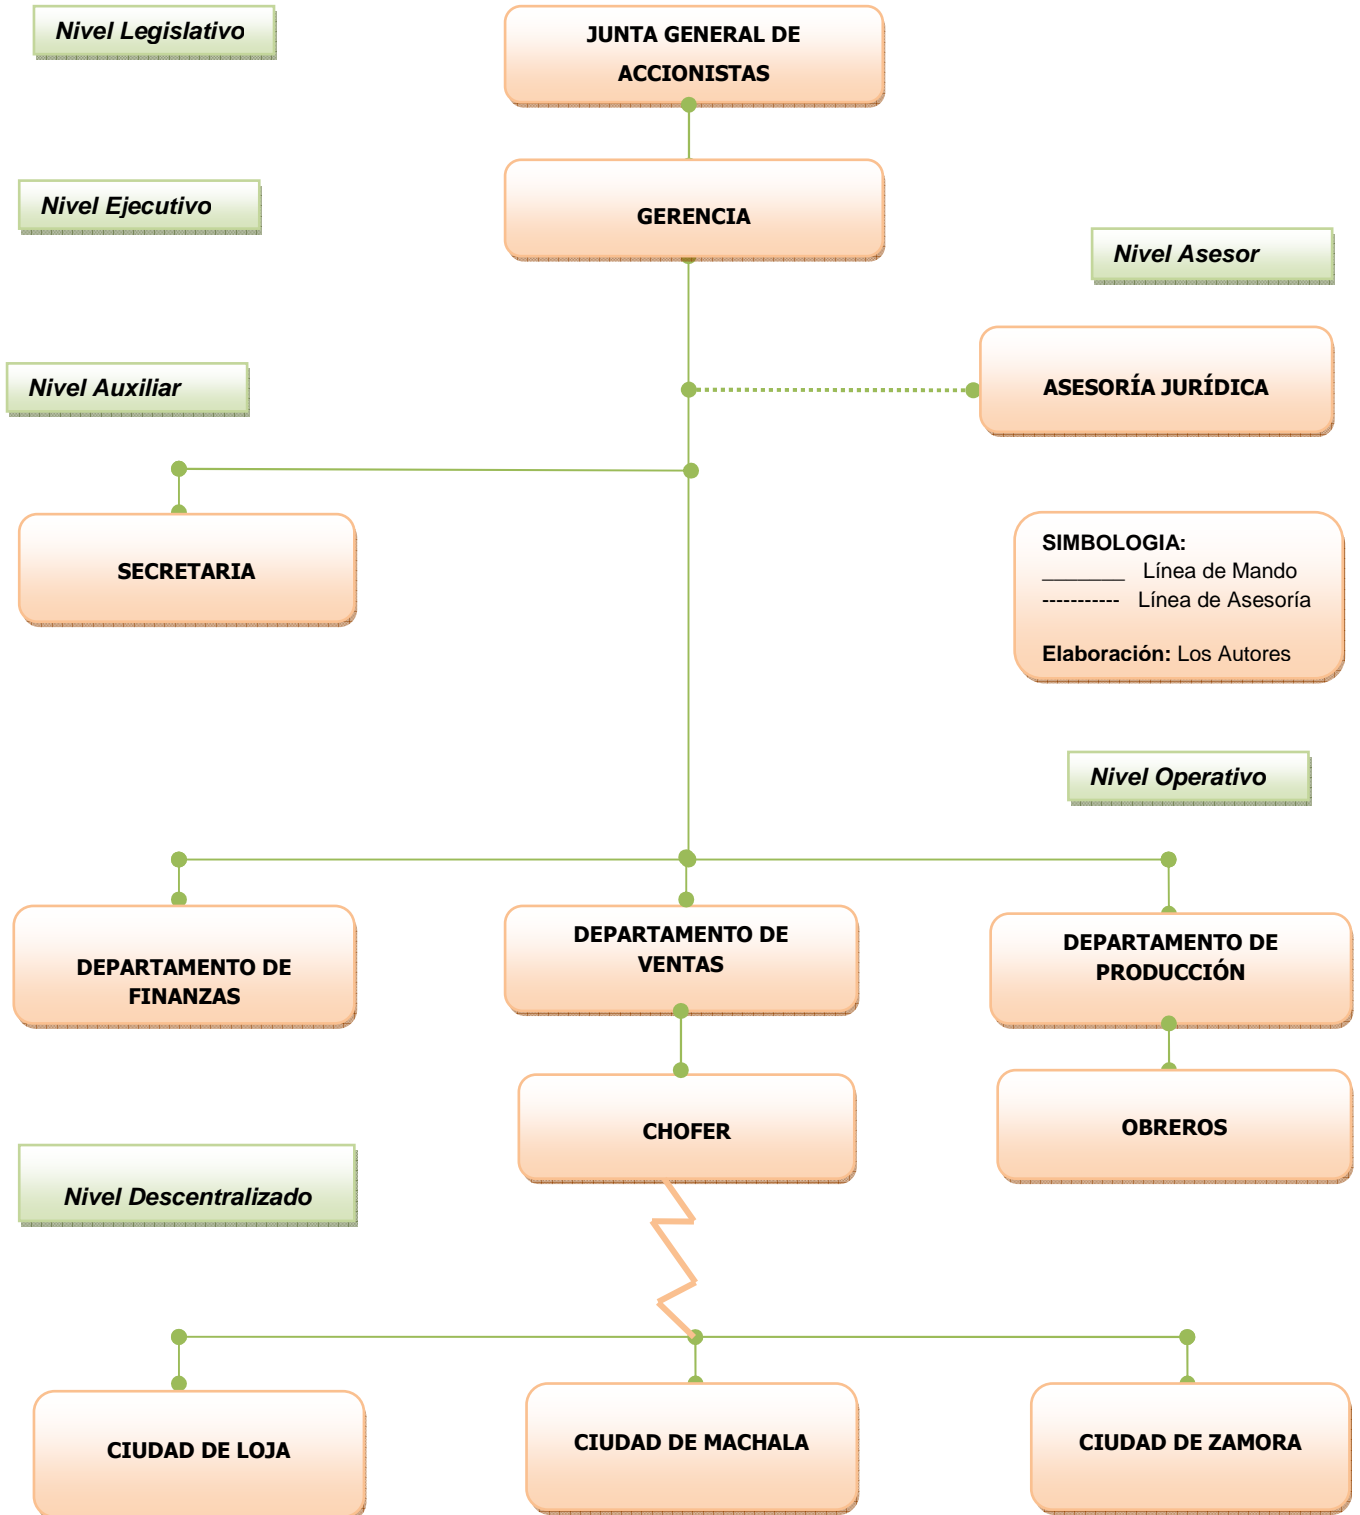 Nivel Legislativo
JUNTA GENERAL DE
ACCIONISTAS
Nivel Ejecutivo
GERENCIA
Nivel Asesor
Nivel Auxiliar
ASESORÍA JURÍDICA
SECRETARIA
SIMBOLOGIA:
________ Línea de Mando
----------- Línea de Asesoría
Elaboración: Los Autores
Nivel Operativo
DEPARTAMENTO DE
FINANZAS
DEPARTAMENTO DE
VENTAS
DEPARTAMENTO DE
PRODUCCIÓN
CHOFER
OBREROS
Nivel Descentralizado
CIUDAD DE LOJA
CIUDAD DE MACHALA
CIUDAD DE ZAMORA